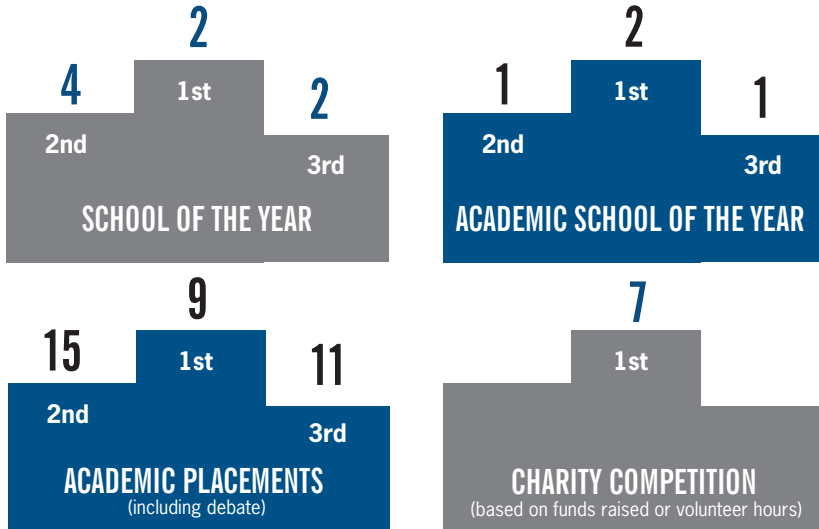 2
4
1st
2
2nd
3rd
SCHOOL OF THE YEAR
2
1
1st
1
2nd
3rd
ACADEMIC SCHOOL OF THE YEAR
9
15
1st
11
2nd
3rd
ACADEMIC PLACEMENTS
(including debate)
7
1st
CHARITY COMPETITION
(based on funds raised or volunteer hours)